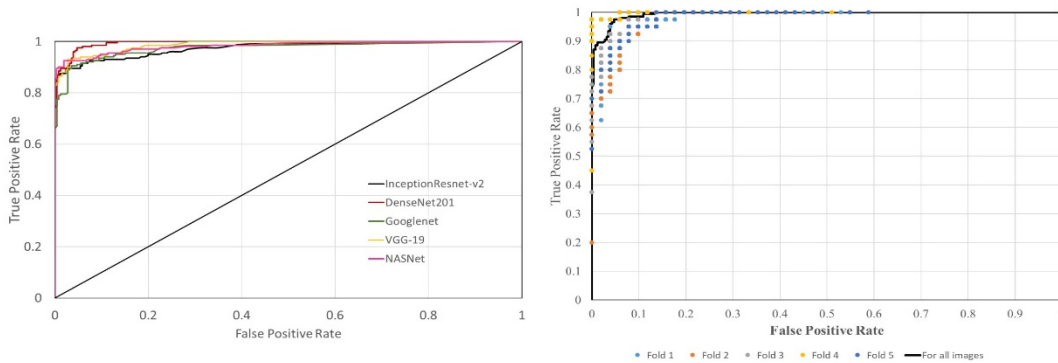 1
0.8
0.6
0.4
0.2
0
0
0.2
0.4
0.6
0.8
1
True Positive Rate
False Positive Rate
InceptionResnet-v2
DenseNet201
Googlenet
VGG-19
NASNet
1
0.9
0.8
0.7
0.6
0.5
0.4
0.3
0.2
0.1
0
0
0.1
0.2
0.3
0.4
0.5
0.6
0.7
0.8
0.9
True Positive Rate
False Positive Rate
Fold 1
Fold 2
Fold 3
Fold 4
Fold 5
For all images